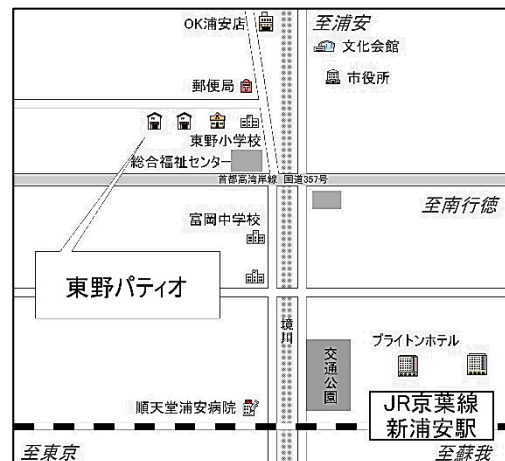 OK浦安店
至浦安
文化会館
市役所
郵便局
東野小学校
総合福祉センター
首都高湾岸線 国道357号
至南行徳
富岡中学校
東野パティオ
境川
交通公園
ブライトンホテル
順天堂浦安病院
JR京葉線
新浦安駅
至東京
至蘇我